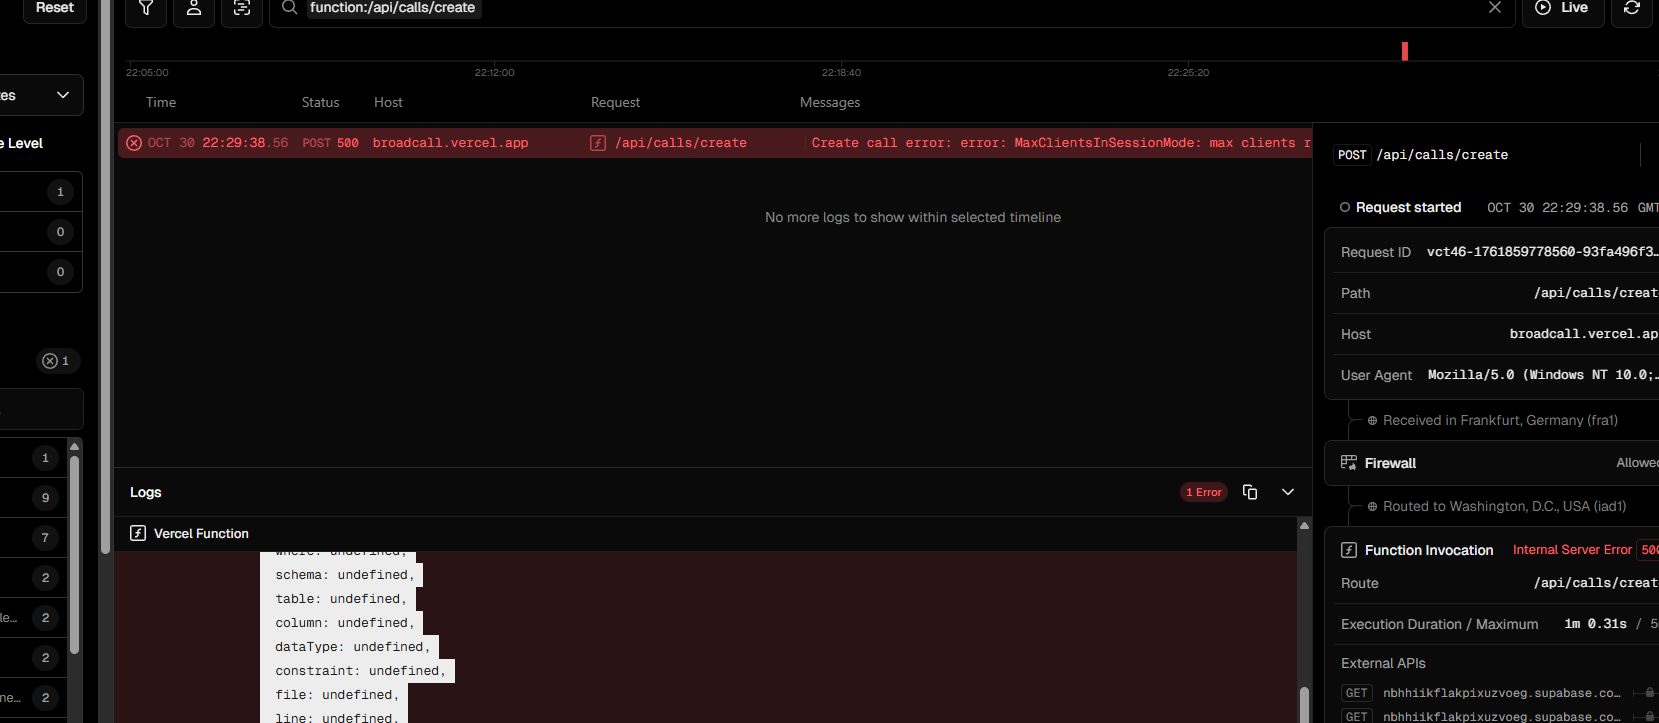 Reset
function:/api/calls/create
Live
22:05:00 22:12:00 22:18:40 22:25:20
Time Status Host Request Messages
OCT 30 22:29:38.56 POST 500 broadcall.vercel.app /api/calls/create Create call error: error: MaxClientsInSessionMode: max clients r
No more logs to show within selected timeline
tes
e Level
1
0
0
1
1
9
7
2
le… 2
2
ne… 2
Logs
1 Error
Vercel Function
where: undefined,
schema: undefined,
table: undefined,
column: undefined,
dataType: undefined,
constraint: undefined,
file: undefined,
line: undefined,
POST /api/calls/create
Request started OCT 30 22:29:38.56 GMT
Request ID vct46-1761859778560-93fa496f3…
Path /api/calls/creat
Host broadcall.vercel.ap
User Agent Mozilla/5.0 (Windows NT 10.0;…
Received in Frankfurt, Germany (fra1)
Firewall Allowed
Routed to Washington, D.C., USA (iad1)
Function Invocation Internal Server Error 500
Route /api/calls/creat
Execution Duration / Maximum 1m 0.31s / 5
External APIs
GET nbhhiikflakpixuzvoeg.supabase.co…
GET nbhhiikflakpixuzvoeg.supabase.co…